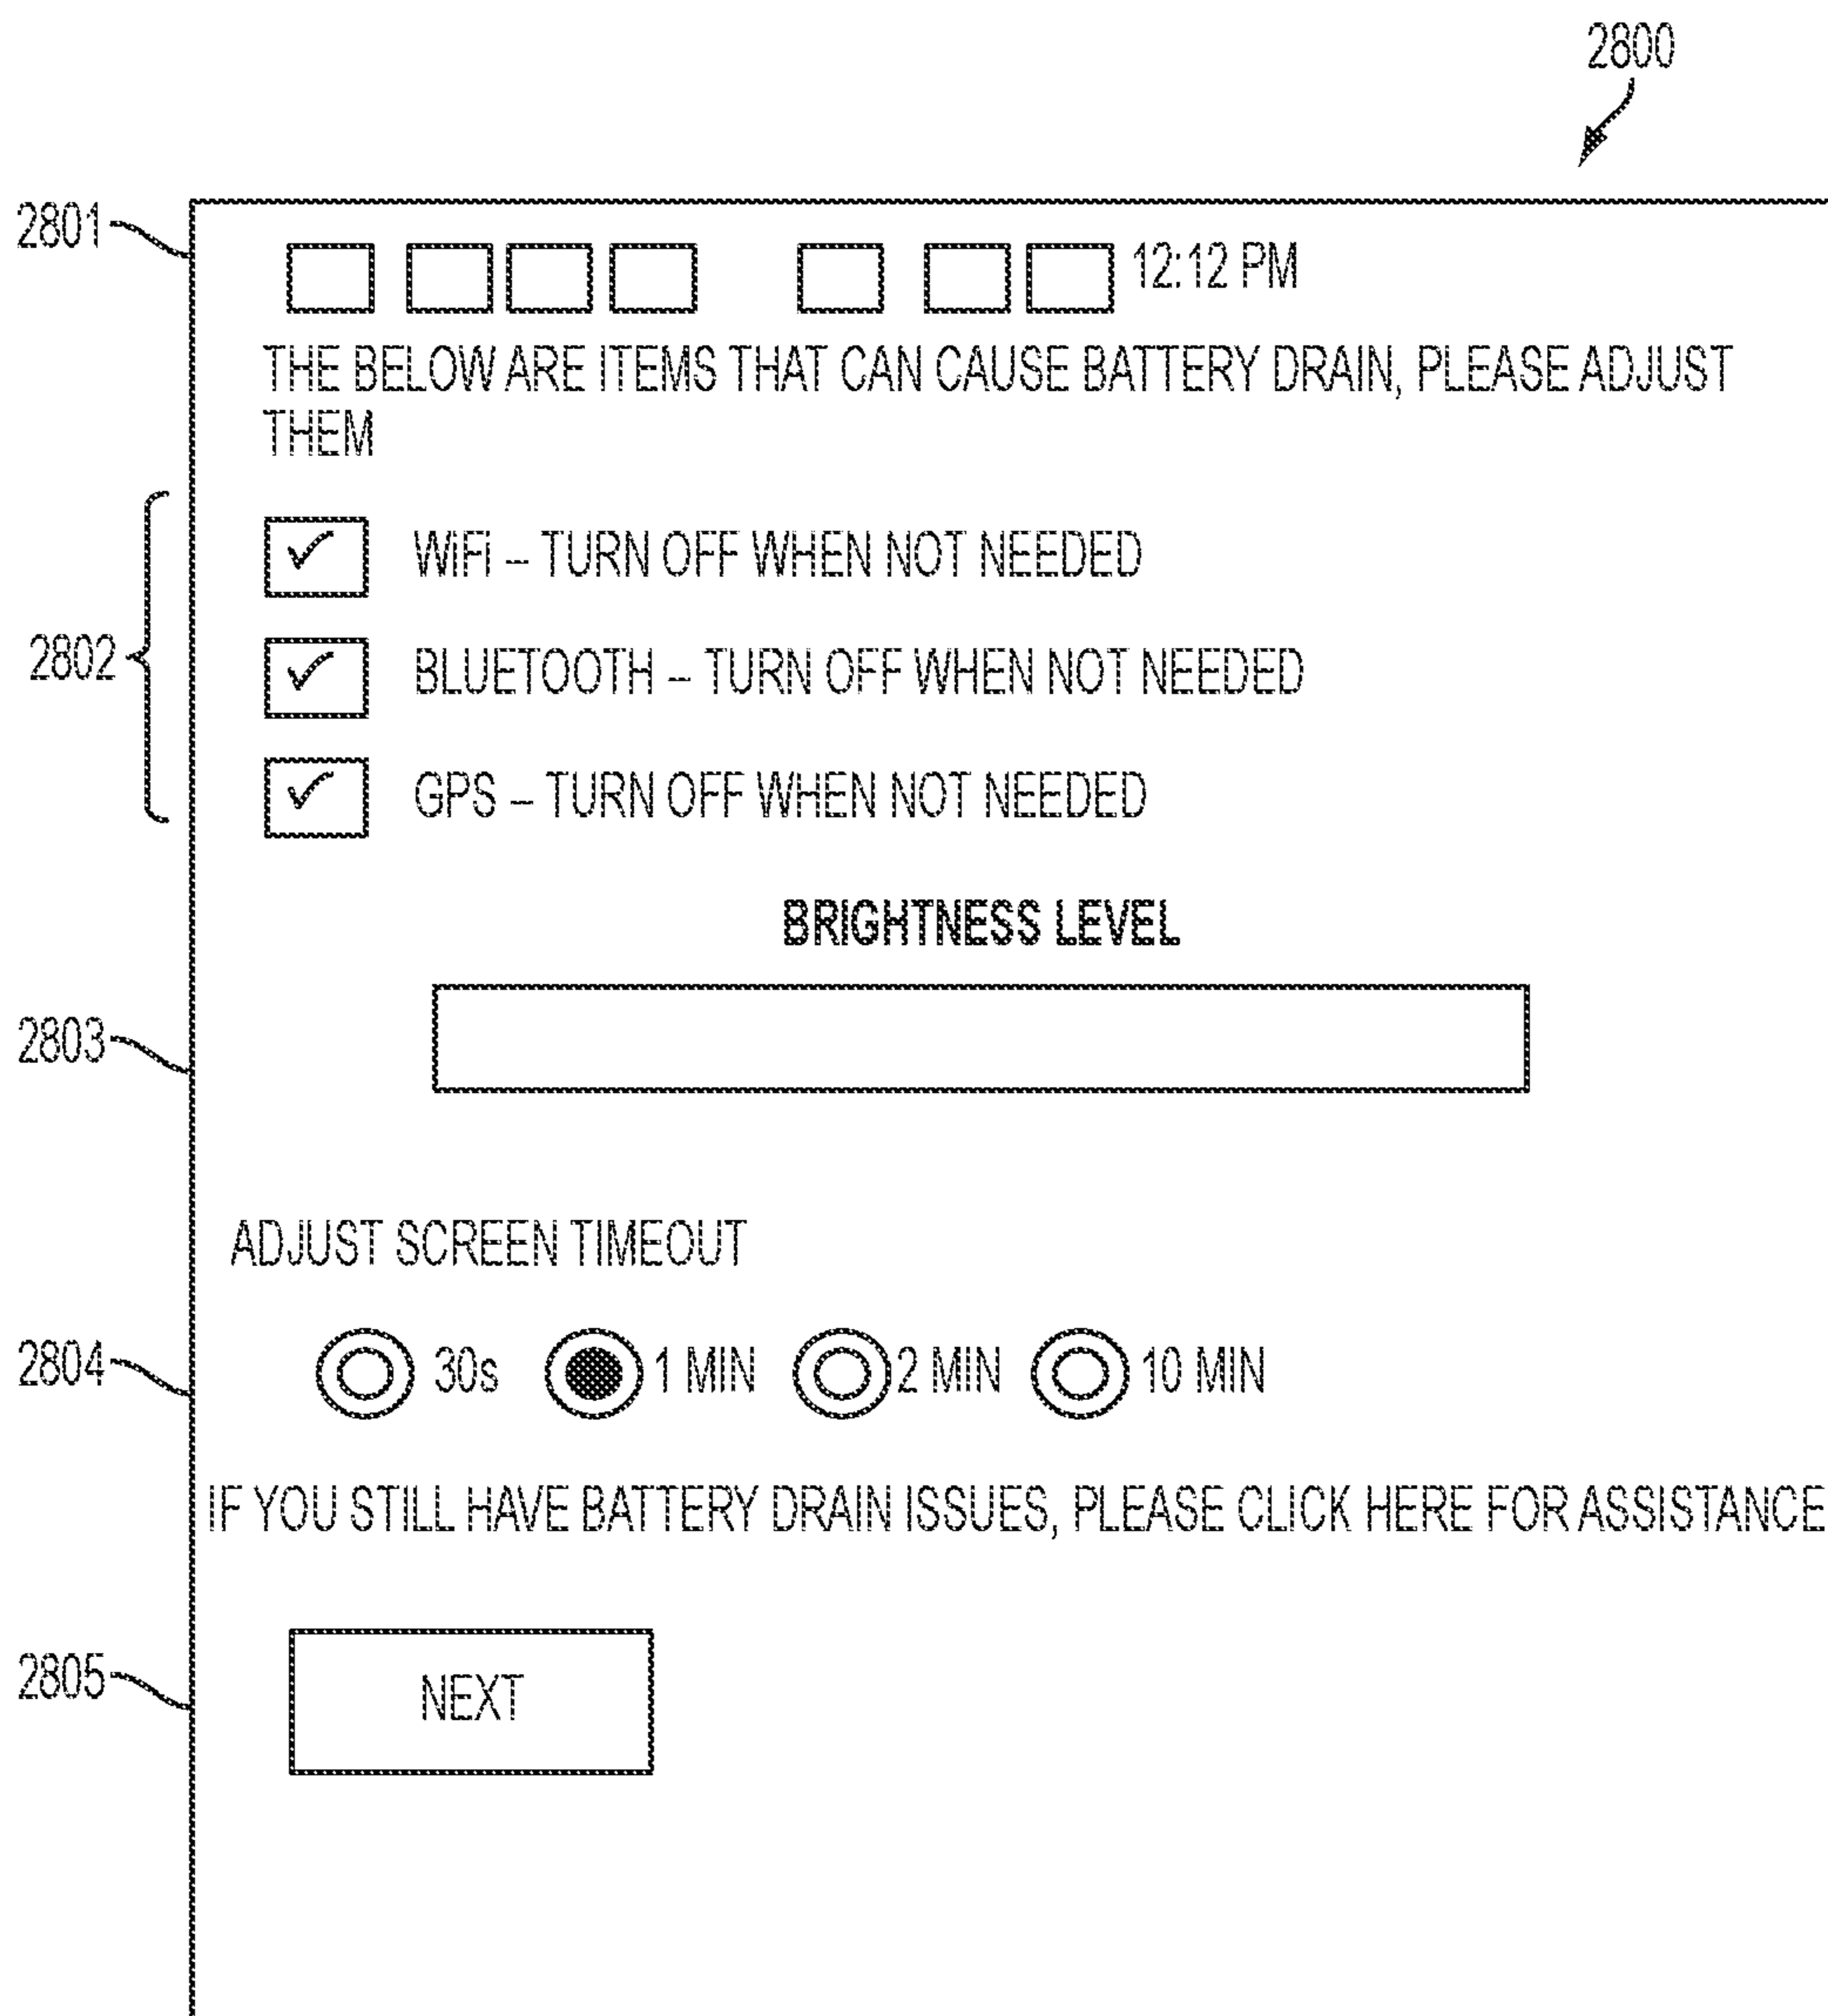 2800
2801
12:12 PM
THE BELOW ARE ITEMS THAT CAN CAUSE BATTERY DRAIN, PLEASE ADJUST
THEM
2802
WiFi – TURN OFF WHEN NOT NEEDED
BLUETOOTH – TURN OFF WHEN NOT NEEDED
GPS – TURN OFF WHEN NOT NEEDED
BRIGHTNESS LEVEL
2803
ADJUST SCREEN TIMEOUT
2804
30s 1 MIN 2 MIN 10 MIN
IF YOU STILL HAVE BATTERY DRAIN ISSUES, PLEASE CLICK HERE FOR ASSISTANCE
2805
NEXT